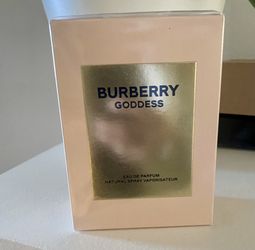 BURBERRY
GODDESS
EAU DE PARFUM
NATURAL SPRAY VAPORISATEUR